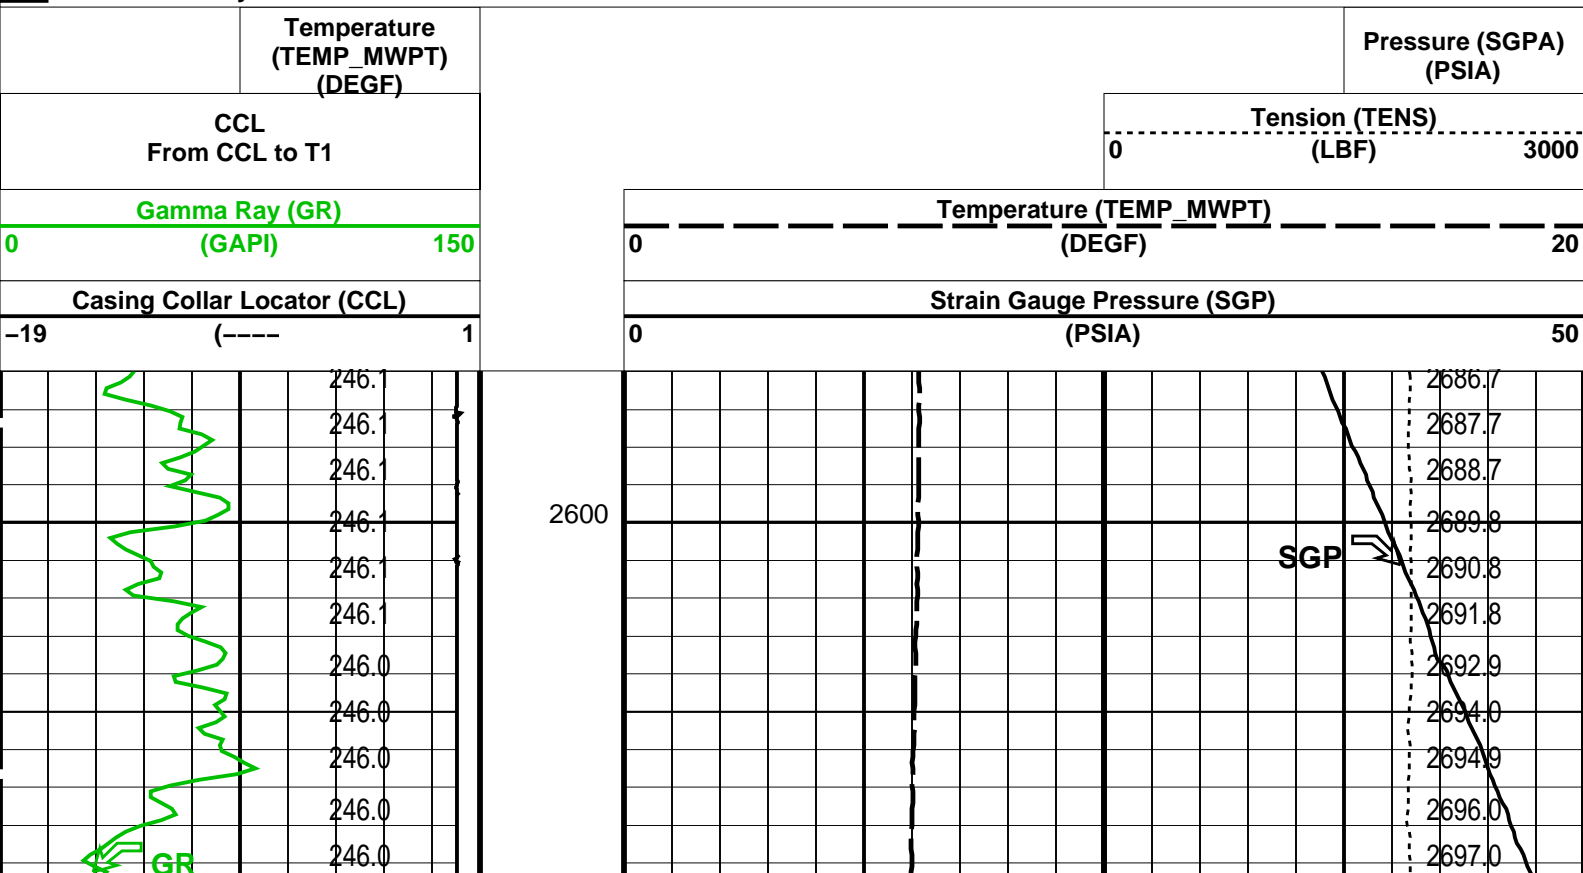 Temperature
(TEMP_MWPT)
(DEGF)
Pressure (SGPA)
(PSIA)
CCL
From CCL to T1
Tension (TENS)
0 (LBF) 3000
Gamma Ray (GR)
0 (GAPI) 150
Temperature (TEMP_MWPT)
0 (DEGF) 20
Casing Collar Locator (CCL)
−19 (−−−− 1
Strain Gauge Pressure (SGP)
0 (PSIA) 50
246.1 2686.7
246.1 2687.7
246.1 2688.7
246.1 2600 2689.8
SGP
246.1 2690.8
246.1 2691.8
246.0 2692.9
246.0 2694.0
246.0 2694.9
246.0 2696.0
GR 246.0 2697.0